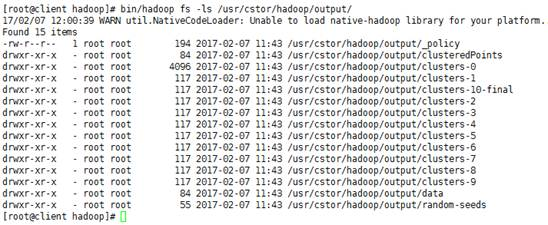 [root@client hadoop]# bin/hadoop fs -ls /usr/cstor/hadoop/output/
17/02/07 12:00:39 WARN util.NativeCodeLoader: Unable to load native-hadoop library for your platform.
Found 15 items
-rw-r--r--   1 root root        194 2017-02-07 11:43 /usr/cstor/hadoop/output/_policy
drwxr-xr-x   - root root         84 2017-02-07 11:43 /usr/cstor/hadoop/output/clusteredPoints
drwxr-xr-x   - root root       4096 2017-02-07 11:43 /usr/cstor/hadoop/output/clusters-0
drwxr-xr-x   - root root        117 2017-02-07 11:43 /usr/cstor/hadoop/output/clusters-1
drwxr-xr-x   - root root        117 2017-02-07 11:43 /usr/cstor/hadoop/output/clusters-10-final
drwxr-xr-x   - root root        117 2017-02-07 11:43 /usr/cstor/hadoop/output/clusters-2
drwxr-xr-x   - root root        117 2017-02-07 11:43 /usr/cstor/hadoop/output/clusters-3
drwxr-xr-x   - root root        117 2017-02-07 11:43 /usr/cstor/hadoop/output/clusters-4
drwxr-xr-x   - root root        117 2017-02-07 11:43 /usr/cstor/hadoop/output/clusters-5
drwxr-xr-x   - root root        117 2017-02-07 11:43 /usr/cstor/hadoop/output/clusters-6
drwxr-xr-x   - root root        117 2017-02-07 11:43 /usr/cstor/hadoop/output/clusters-7
drwxr-xr-x   - root root        117 2017-02-07 11:43 /usr/cstor/hadoop/output/clusters-8
drwxr-xr-x   - root root        117 2017-02-07 11:43 /usr/cstor/hadoop/output/clusters-9
drwxr-xr-x   - root root         84 2017-02-07 11:43 /usr/cstor/hadoop/output/data
drwxr-xr-x   - root root         55 2017-02-07 11:43 /usr/cstor/hadoop/output/random-seeds
[root@client hadoop]#